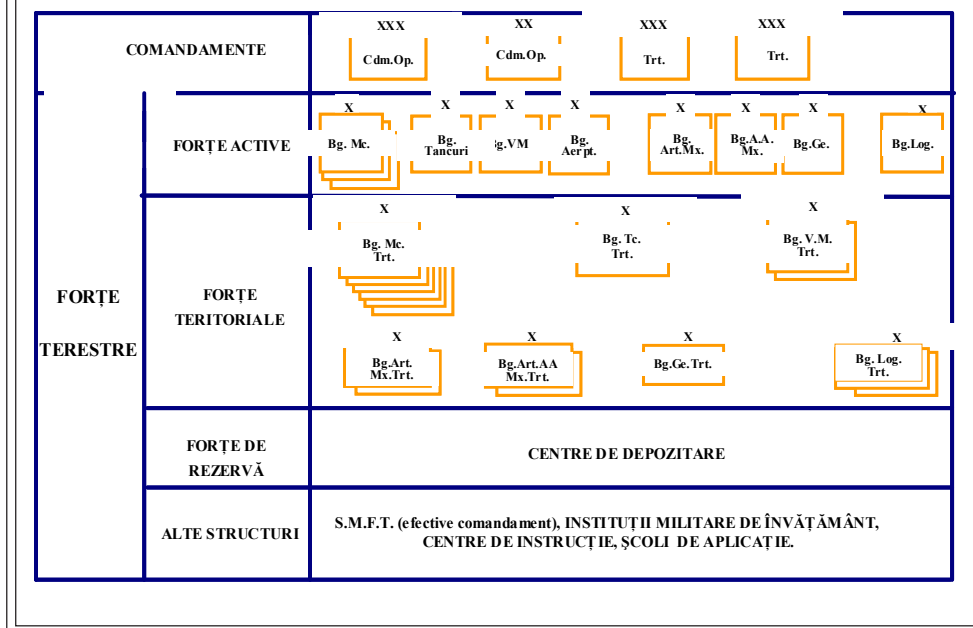 XXX XX XXX XXX
COMANDAMENTE
Cdm.Op. Cdm.Op. Trt. Trt.
X X X X X X X X
FORȚE ACTIVE
Bg. Mc. Bg. Tancuri g.VM Bg. Aerpt. Bg. Art.Mx. Bg.A.A. Mx. Bg.Ge. Bg.Log.
FORȚE
TERESTRE
FORȚE
TERITORIALE
X X X
Bg. Mc. Trt. Bg. Tc. Trt. Bg. V.M. Trt.
X X X X
Bg.Art. Mx.Trt. Bg.Art.AA Mx.Trt. Bg.Ge.Trt. Bg. Log. Trt.
FORȚE DE
REZERVĂ
CENTRE DE DEPOZITARE
ALTE STRUCTURI
S.M.F.T. (efective comandament), INSTITUȚII MILITARE DE ÎNVĂȚĂMÂNT,
CENTRE DE INSTRUCȚIE, ŞCOLI DE APLICAȚIE.